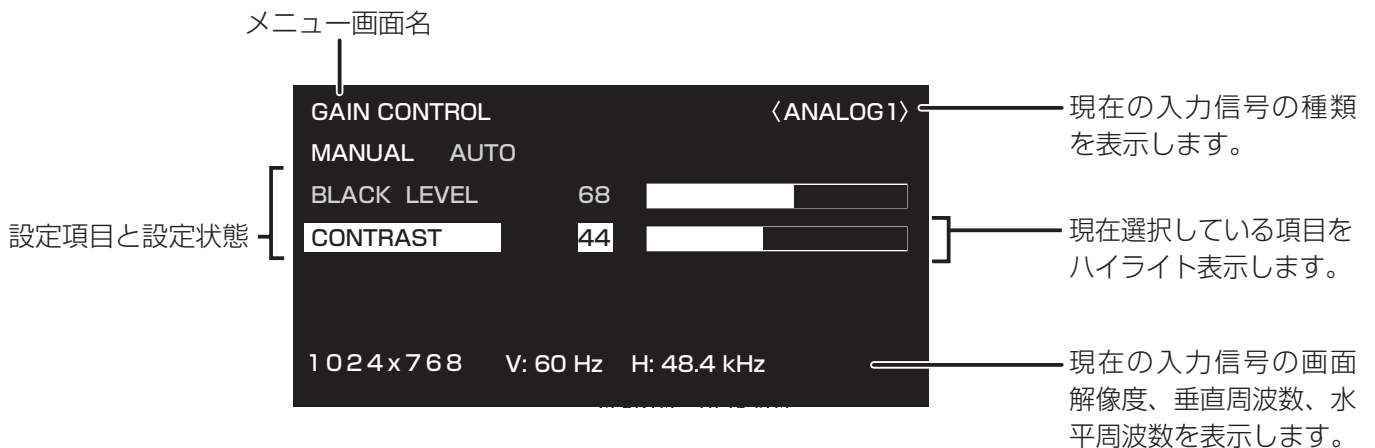 メニュー画面名
GAIN CONTROL 〈ANALOG1〉
MANUAL AUTO
BLACK LEVEL 68
CONTRAST 44
1024x768 V: 60 Hz H: 48.4 kHz
設定項目と設定状態
現在の入力信号の種類
を表示します。
現在選択している項目を
ハイライト表示します。
現在の入力信号の画面
解像度、垂直周波数、水
平周波数を表示します。